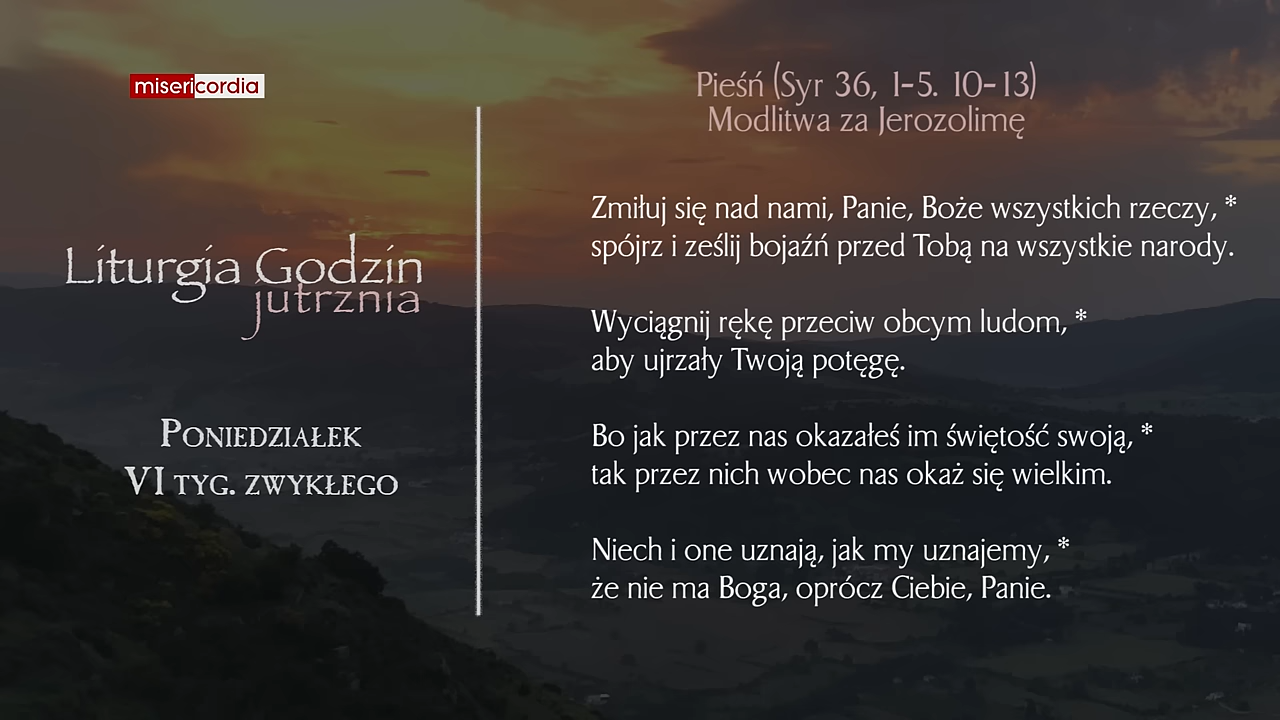 misericordia
Liturgia Godzin
jutrznia
Poniedziałek
VI tyg. zwykłego
Pieśń (Syr 36, 1-5. 10-13)
Modlitwa za Jerozolimę
Zmiłuj się nad nami, Panie, Boże wszystkich rzeczy, *
spójrz i ześlij bojaźń przed Tobą na wszystkie narody.
Wyciągnij rękę przeciw obcym ludom, *
aby ujrzały Twoją potęgę.
Bo jak przez nas okazałeś im świętość swoją, *
tak przez nich wobec nas okaż się wielkim.
Niech i one uznają, jak my uznajemy, *
że nie ma Boga, oprócz Ciebie, Panie.